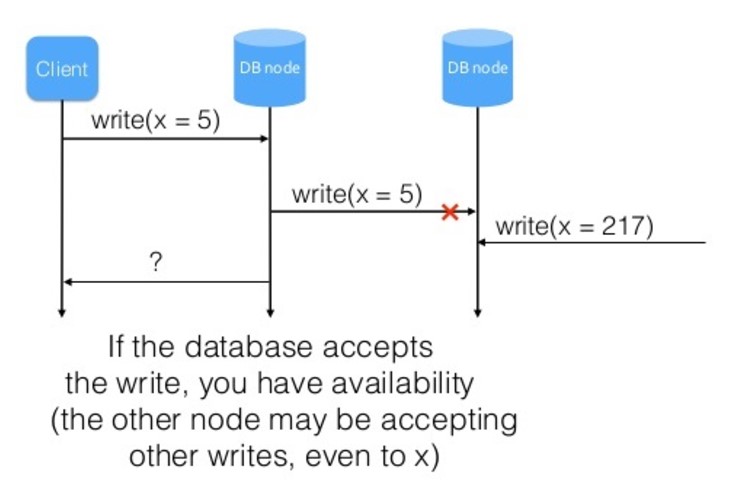 Client
DB node
DB node
write(x = 5)
write(x = 5)
write(x = 217)
?
If the database accepts
the write, you have availability
(the other node may be accepting
other writes, even to x)